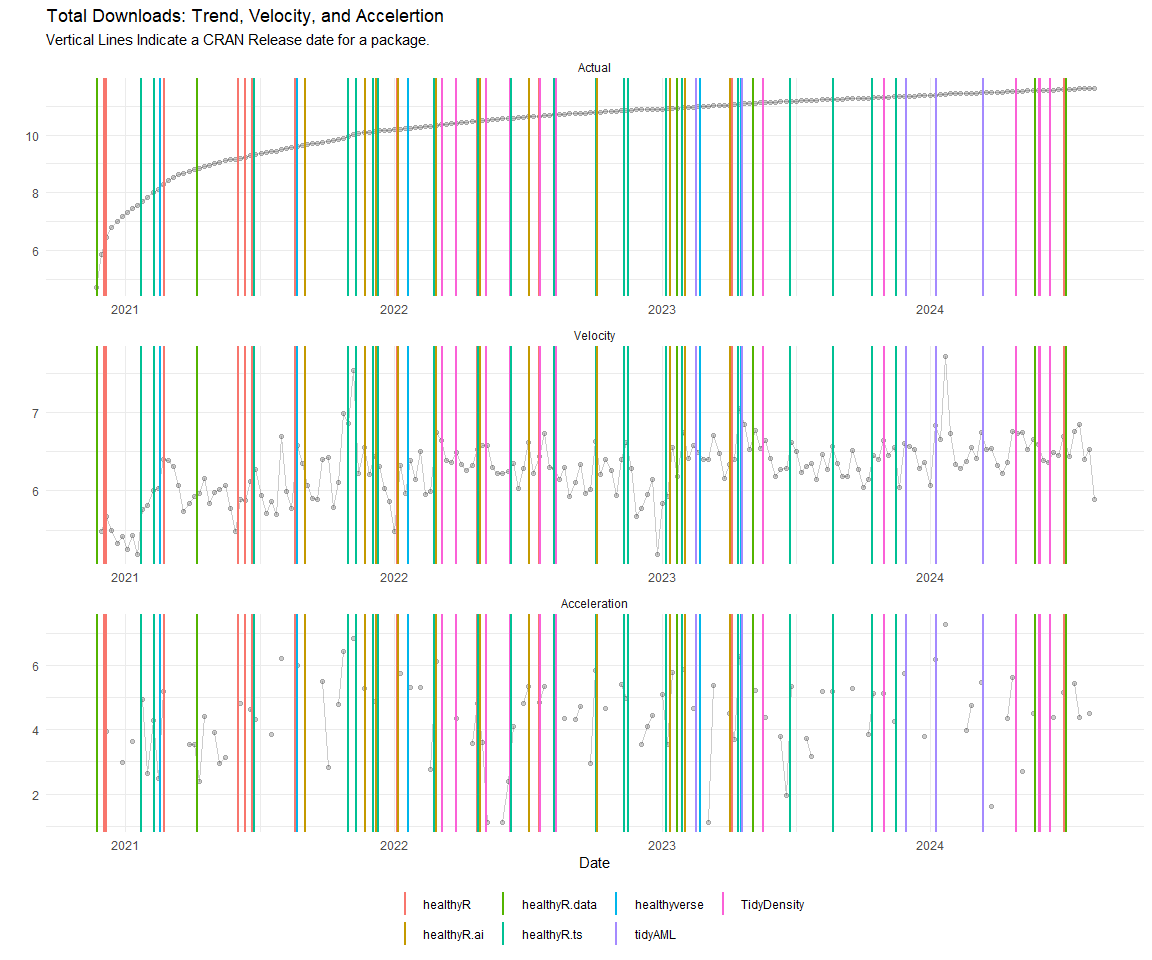 Total Downloads: Trend, Velocity, and Accelertion
Vertical Lines Indicate a CRAN Release date for a package.
Actual
10
8
6
2021 2022 2023 2024
Velocity
7
6
2021 2022 2023 2024
Acceleration
6
4
2
2021 2022 2023 2024
Date
healthyR healthyR.data healthyverse TidyDensity
healthyR.ai healthyR.ts tidyAML